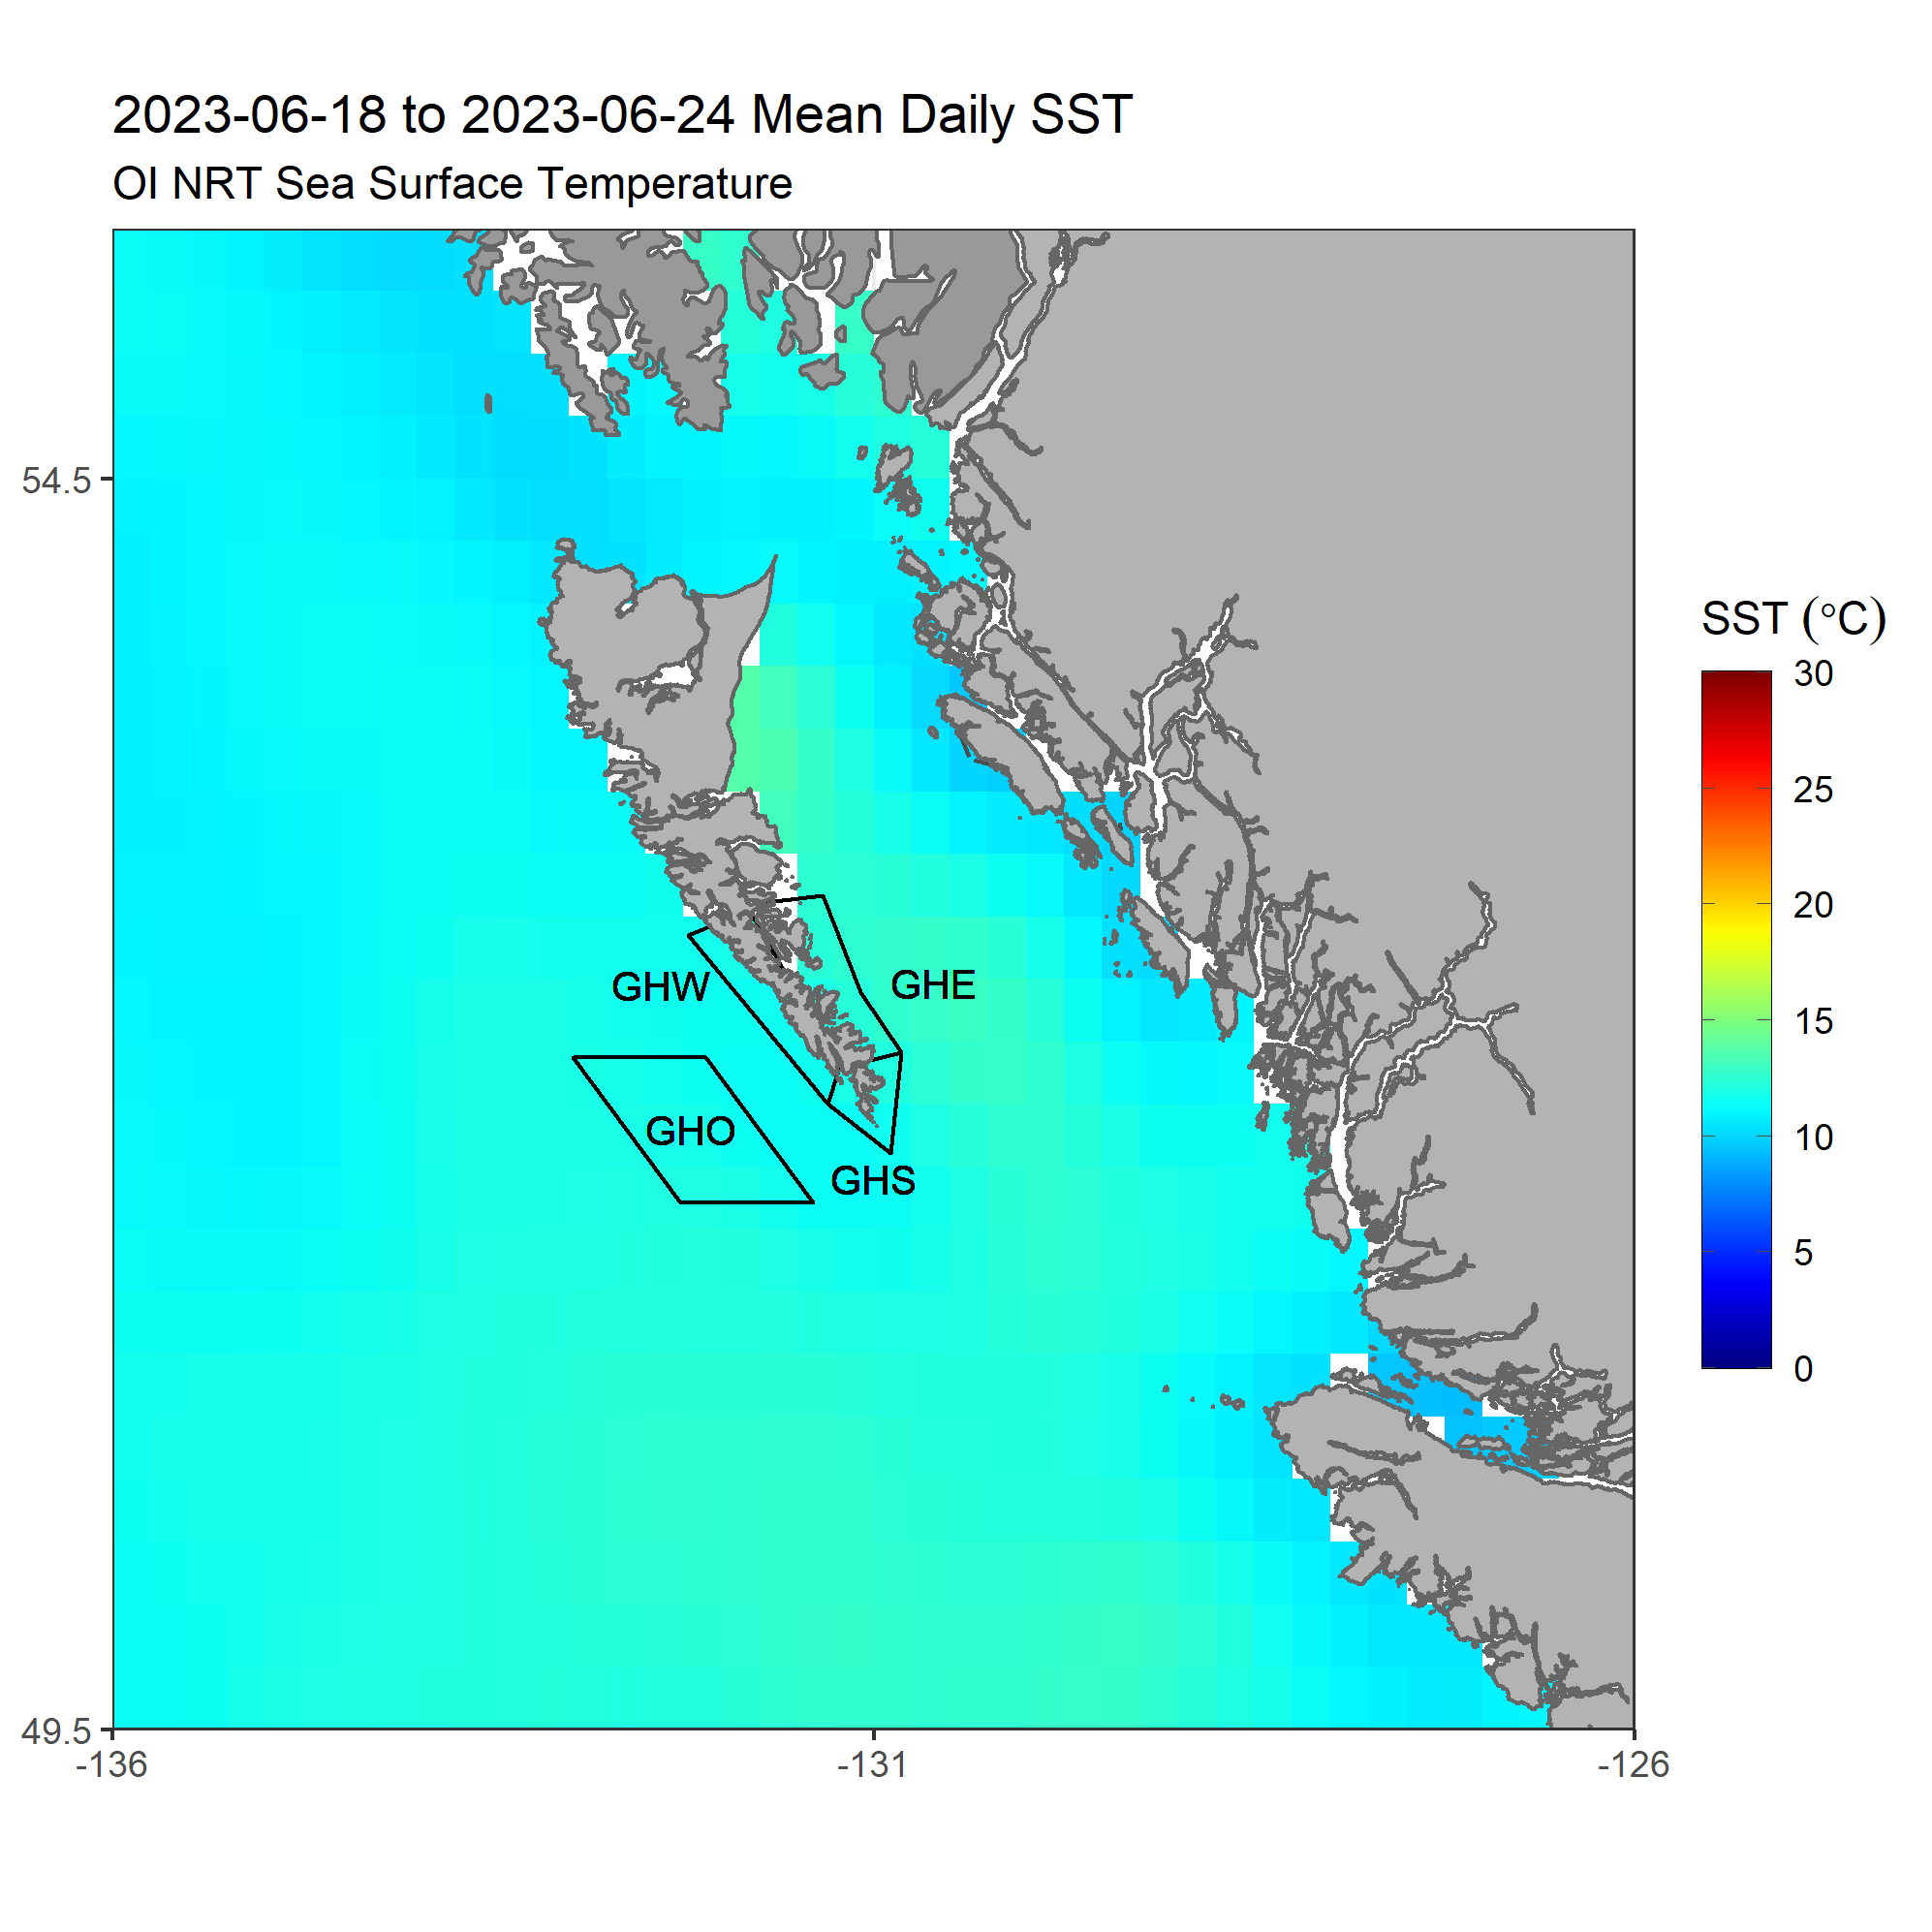 2023-06-18 to 2023-06-24 Mean Daily SST
OI NRT Sea Surface Temperature
54.5
49.5
-136
-131
-126
GHW
GHE
GHO
GHS
SST (°C)
30
25
20
15
10
5
0